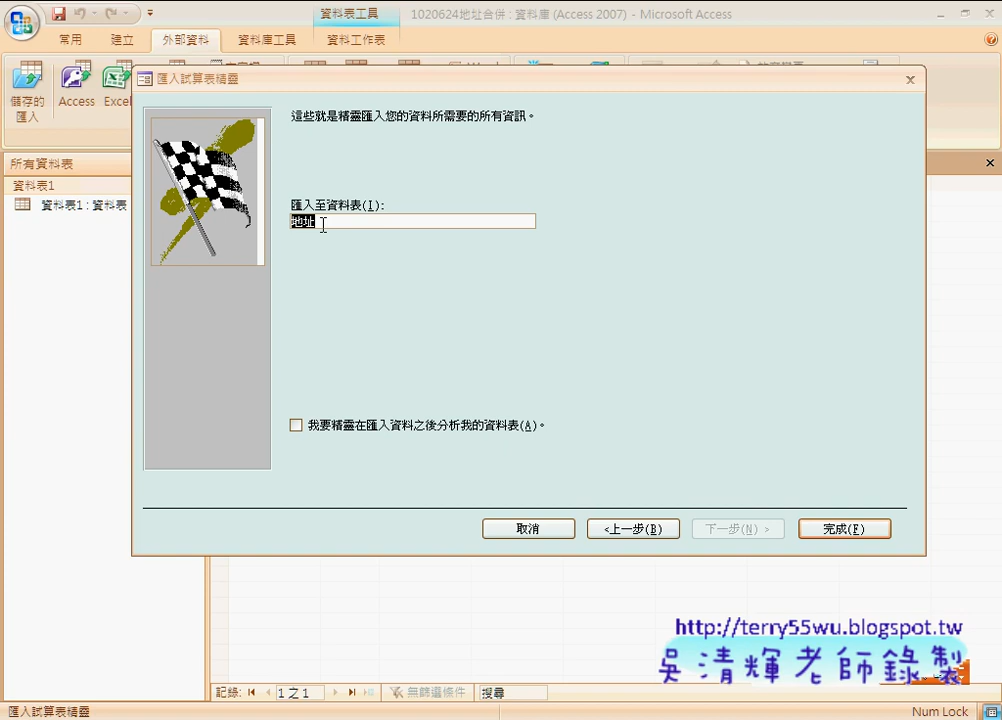 資料表工具
1020624地址合併 : 資料庫 (Access 2007) - Microsoft Access
常用
建立
外部資料
資料庫工具
資料工作表
儲存的
匯入
Access
Excel
匯入試算表精靈
這些就是精靈匯入您的資料所需要的所有資訊。
所有資料表
資料表1
資料表1 : 資料表
匯入至資料表(I):
地址
我要精靈在匯入資料之後分析我的資料表(A)。
取消
<上一步(B)
下一步(N) >
完成(F)
http://terry55wu.blogspot.tw
吳清輝老師錄製
記錄:
1 之 1
無篩選條件
搜尋
匯入試算表精靈
Num Lock